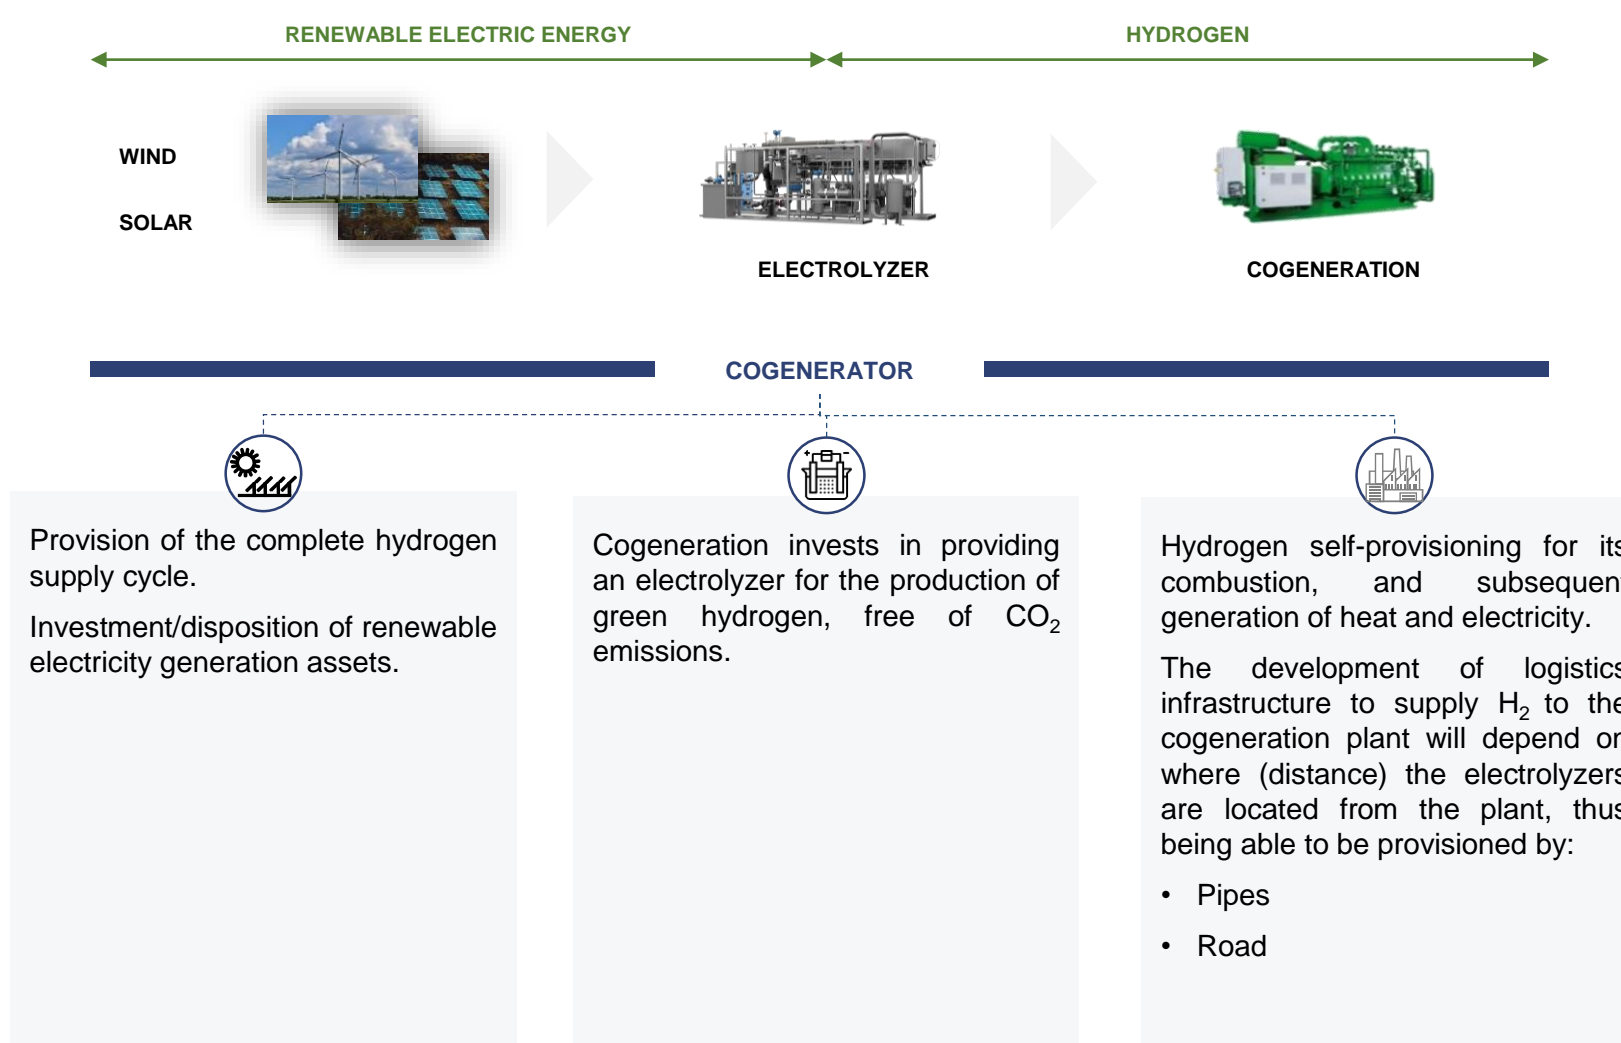 RENEWABLE ELECTRIC ENERGY
HYDROGEN
WIND
SOLAR
ELECTROLYZER
COGENERATION
COGENERATOR
Provision of the complete hydrogen
supply cycle.
Investment/disposition of renewable
electricity generation assets.
Cogeneration invests in providing
an electrolyzer for the production of
green hydrogen, free of CO₂
emissions.
Hydrogen self-provisioning for its
combustion, and subsequent
generation of heat and electricity.
The development of logistics
infrastructure to supply H₂ to the
cogeneration plant will depend on
where (distance) the electrolyzers
are located from the plant, thus
being able to be provisioned by:
• Pipes
• Road